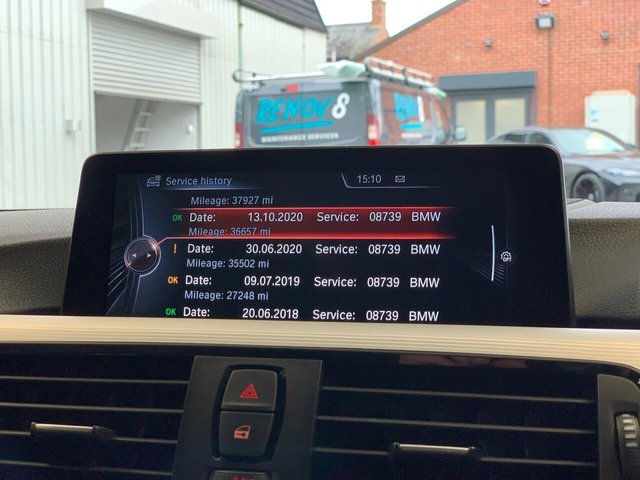 RENOV8
MAINTENANCE SERVICES
Service history
15:10
Mileage: 37927 mi
OK Date: 13.10.2020 Service: 08739 BMW
Mileage: 36657 mi
! Date: 30.06.2020 Service: 08739 BMW
Mileage: 35502 mi
OK Date: 09.07.2019 Service: 08739 BMW
Mileage: 27248 mi
OK Date: 20.06.2018 Service: 08739 BMW
OPT